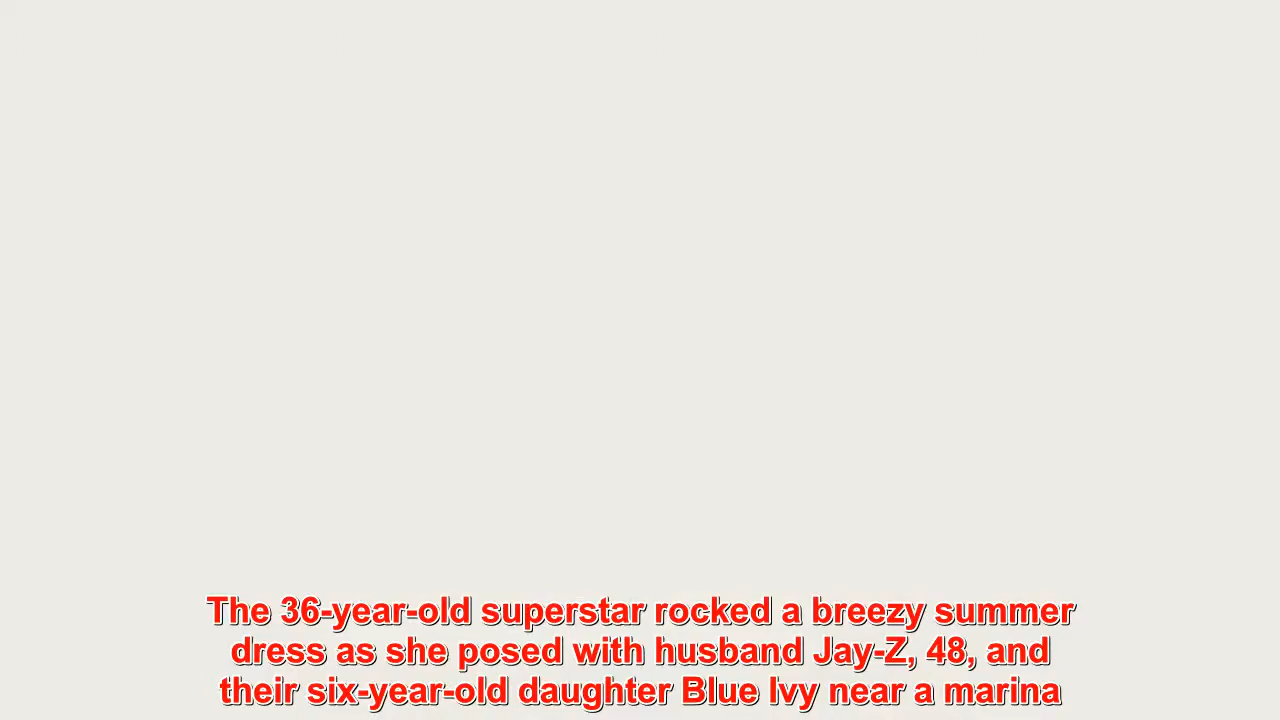 The 36-year-old superstar rocked a breezy summer
dress as she posed with husband Jay-Z, 48, and
their six-year-old daughter Blue Ivy near a marina